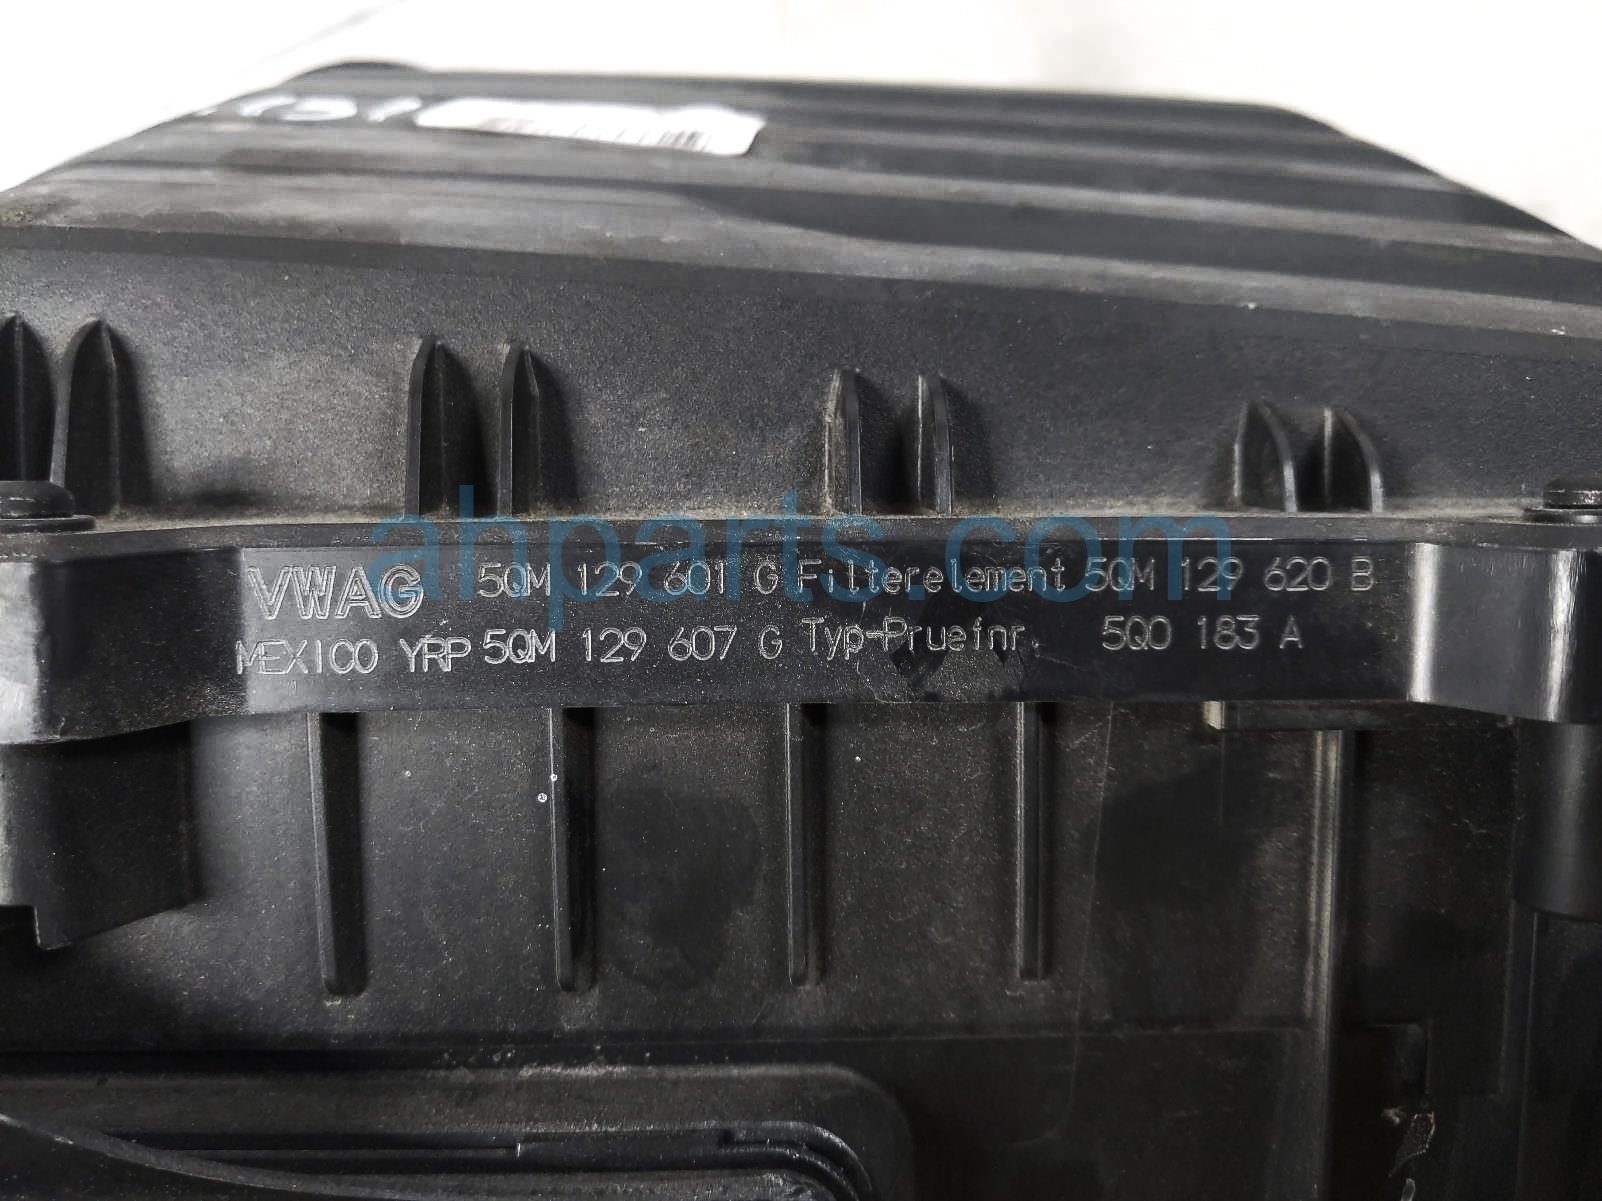 VWAG 5QM 129 601 G Filterelement 5QM 129 620 B
MEXICO YRP 5QM 129 607 G Typ-Pruefnr. 5Q0 183 A
ahparts.com